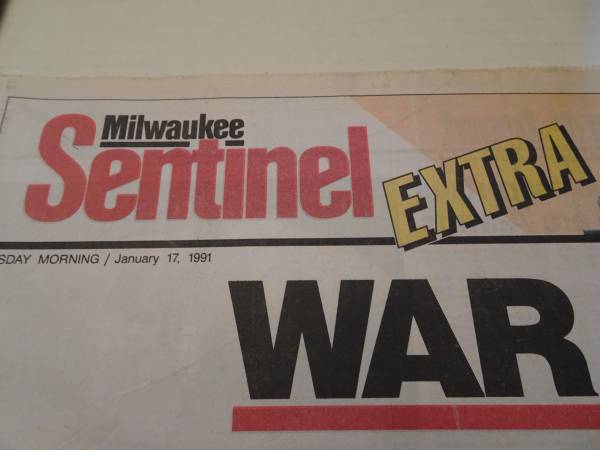 Milwaukee
Sentinel
EXTRA
SDAY MORNING / January 17, 1991
WAR